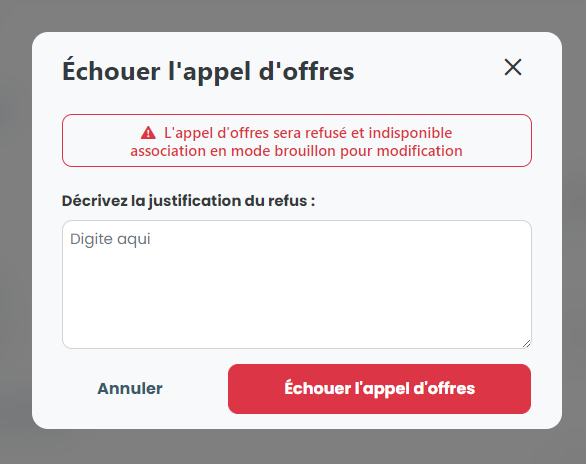 Échouer l'appel d'offres
L'appel d'offres sera refusé et indisponible
association en mode brouillon pour modification
Décrivez la justification du refus :
Digite aqui
Annuler
Échouer l'appel d'offres